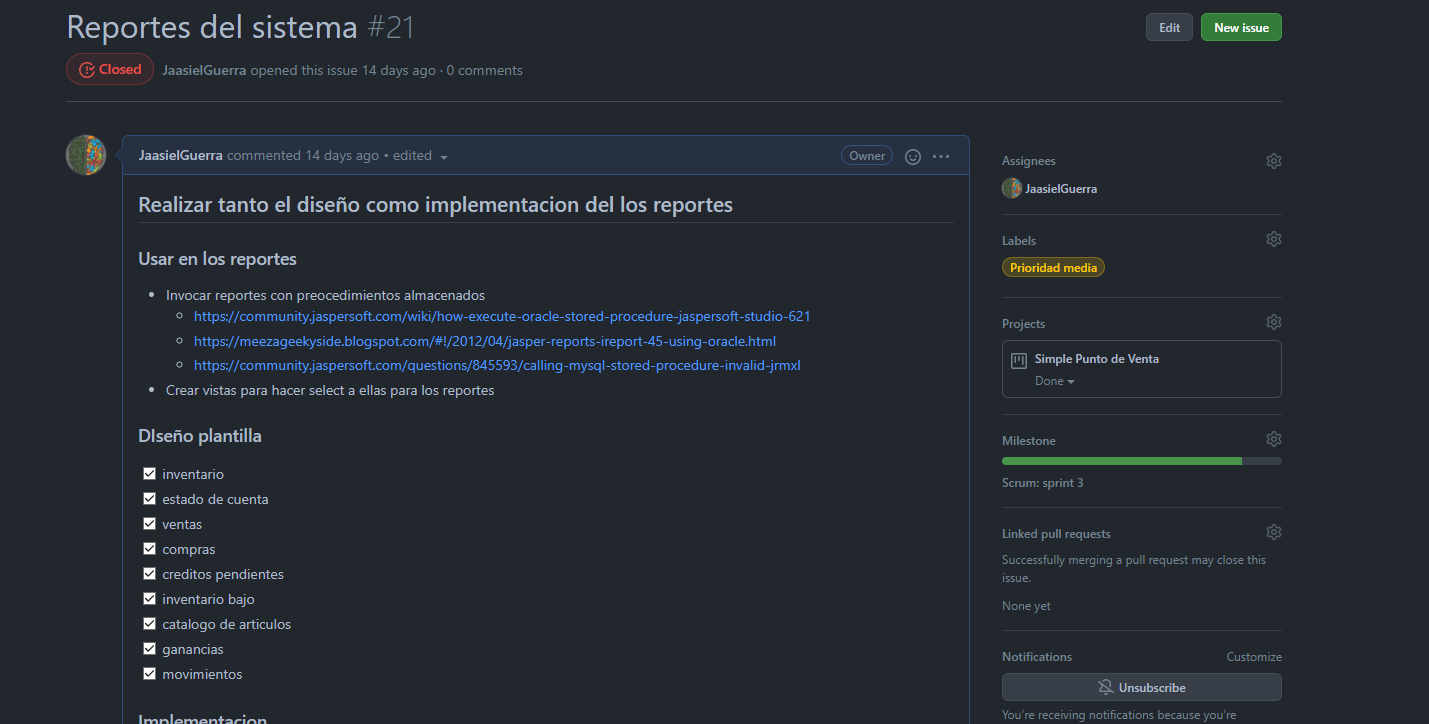 Reportes del sistema #21
Edit
New issue
Closed
JaasielGuerra opened this issue 14 days ago · 0 comments
JaasielGuerra commented 14 days ago • edited
Owner
Realizar tanto el diseño como implementacion del los reportes
Usar en los reportes
Invocar reportes con preocedimientos almacenados
https://community.jaspersoft.com/wiki/how-execute-oracle-stored-procedure-jaspersoft-studio-621
https://meezageekyside.blogspot.com/#!/2012/04/jasper-reports-ireport-45-using-oracle.html
https://community.jaspersoft.com/questions/845593/calling-mysql-stored-procedure-invalid-jrmxl
Crear vistas para hacer select a ellas para los reportes
DIseño plantilla
inventario
estado de cuenta
ventas
compras
creditos pendientes
inventario bajo
catalogo de articulos
ganancias
movimientos
Implementacion
Assignees
JaasielGuerra
Labels
Prioridad media
Projects
Simple Punto de Venta
Done
Milestone
Scrum: sprint 3
Linked pull requests
Successfully merging a pull request may close this
issue.
None yet
Notifications
Customize
Unsubscribe
You're receiving notifications because you're